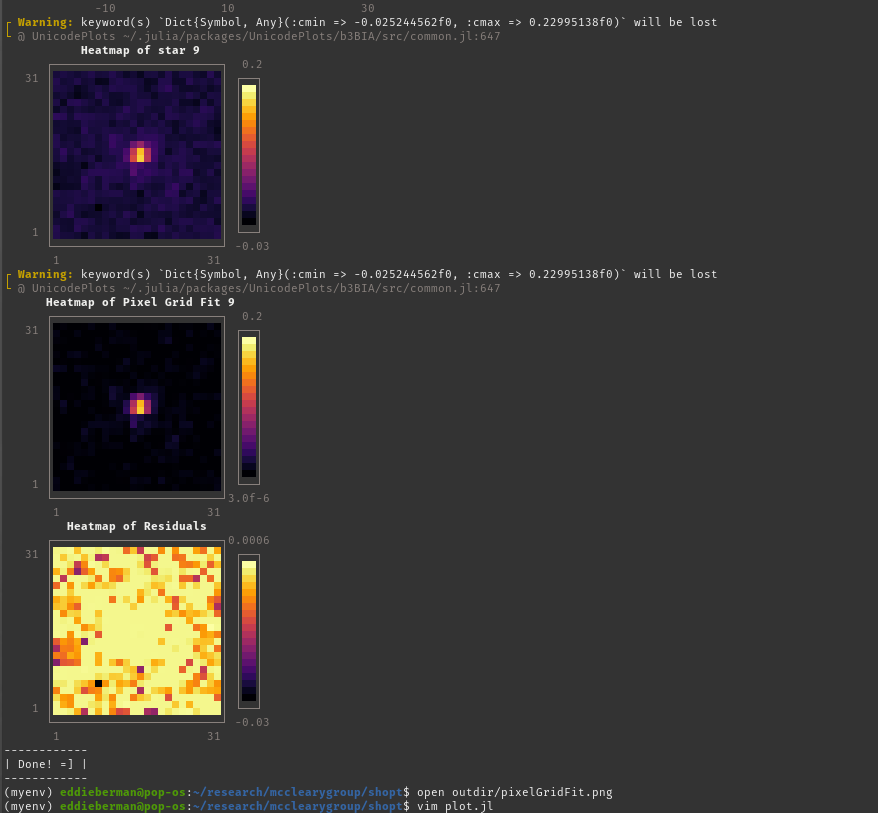 -10 10 30
Warning: keyword(s) `Dict{Symbol, Any}(:cmin => -0.025244562f0, :cmax => 0.22995138f0)` will be lost
@ UnicodePlots ~/.julia/packages/UnicodePlots/b3BIA/src/common.jl:647
Heatmap of star 9
0.2
31
1
-0.03
1 31
Warning: keyword(s) `Dict{Symbol, Any}(:cmin => -0.025244562f0, :cmax => 0.22995138f0)` will be lost
@ UnicodePlots ~/.julia/packages/UnicodePlots/b3BIA/src/common.jl:647
Heatmap of Pixel Grid Fit 9
0.2
31
1
3.0f-6
1 31
Heatmap of Residuals
0.0006
31
1
-0.03
1 31
------------
| Done! =] |
------------
(myenv) eddieberman@pop-os:~/research/mcclearygroup/shopt$ open outdir/pixelGridFit.png
(myenv) eddieberman@pop-os:~/research/mcclearygroup/shopt$ vim plot.jl